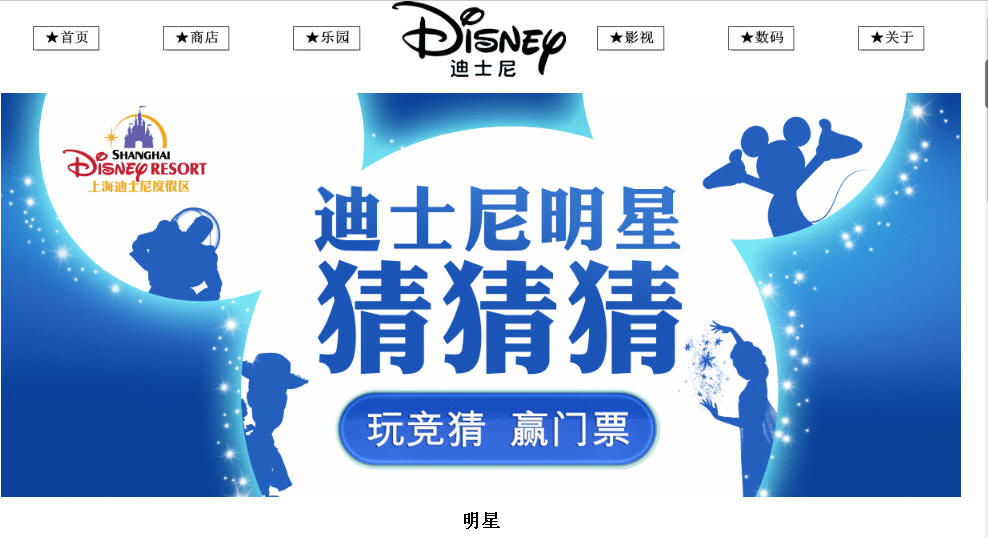 ★首页
★商店
★乐园
Disney
迪士尼
★影视
★数码
★关于
SHANGHAI
Disney RESORT
上海迪士尼度假区
迪士尼明星
猜猜猜
玩竞猜 赢门票
明星